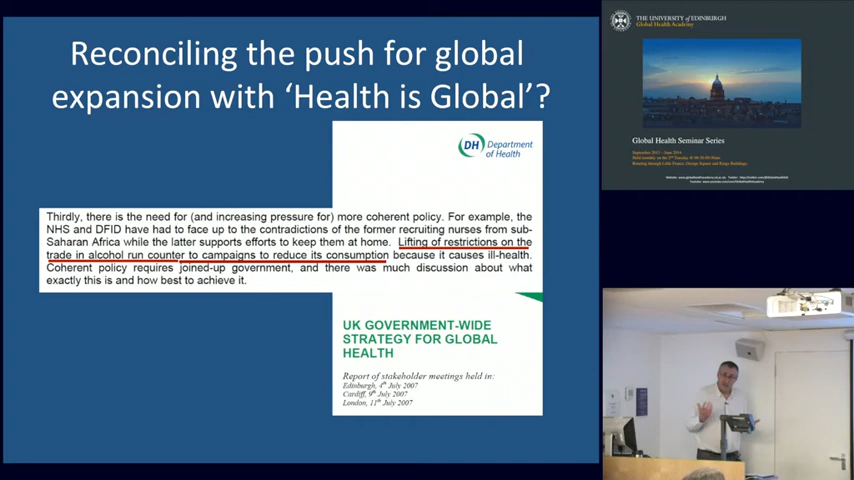 Reconciling the push for global
expansion with ‘Health is Global’?
DH Department
of Health
Thirdly, there is the need for (and increasing pressure for) more coherent policy. For example, the
NHS and DFID have had to face up to the contradictions of the former recruiting nurses from sub-
Saharan Africa while the latter supports efforts to keep them at home. Lifting of restrictions on the
trade in alcohol run counter to campaigns to reduce its consumption because it causes ill-health.
Coherent policy requires joined-up government, and there was much discussion about what
exactly this is and how best to achieve it.
UK GOVERNMENT-WIDE
STRATEGY FOR GLOBAL
HEALTH
Report of stakeholder meetings held in:
Edinburgh, 4th July 2007
Cardiff, 9th July 2007
London, 11th July 2007
THE UNIVERSITY of EDINBURGH
Global Health Academy
Global Health Seminar Series